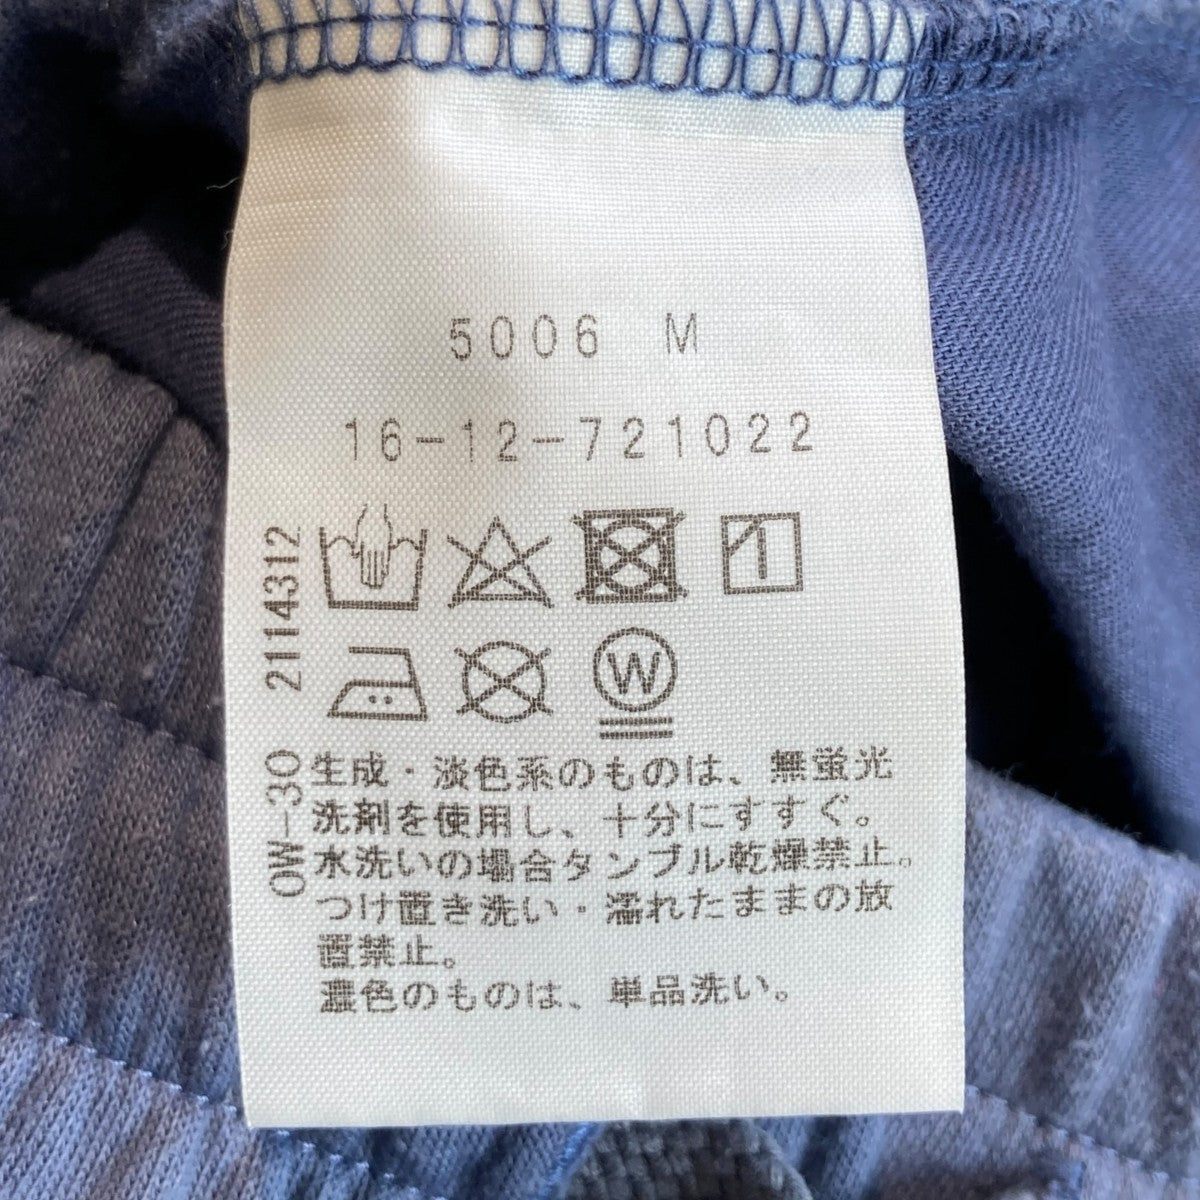 5006 M
16-12-721022
OW-30 2114312
W
生成・淡色系のものは、無蛍光
洗剤を使用し、十分にすすぐ。
水洗いの場合タンブル乾燥禁止。
つけ置き洗い・濡れたままの放
置禁止。
濃色のものは、単品洗い。